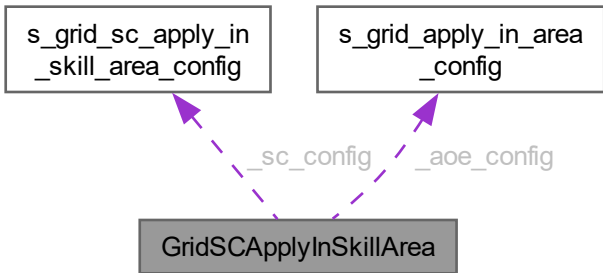 s_grid_sc_apply_in
_skill_area_config
s_grid_apply_in_area
_config
_sc_config
_aoe_config
GridSCApplyInSkillArea